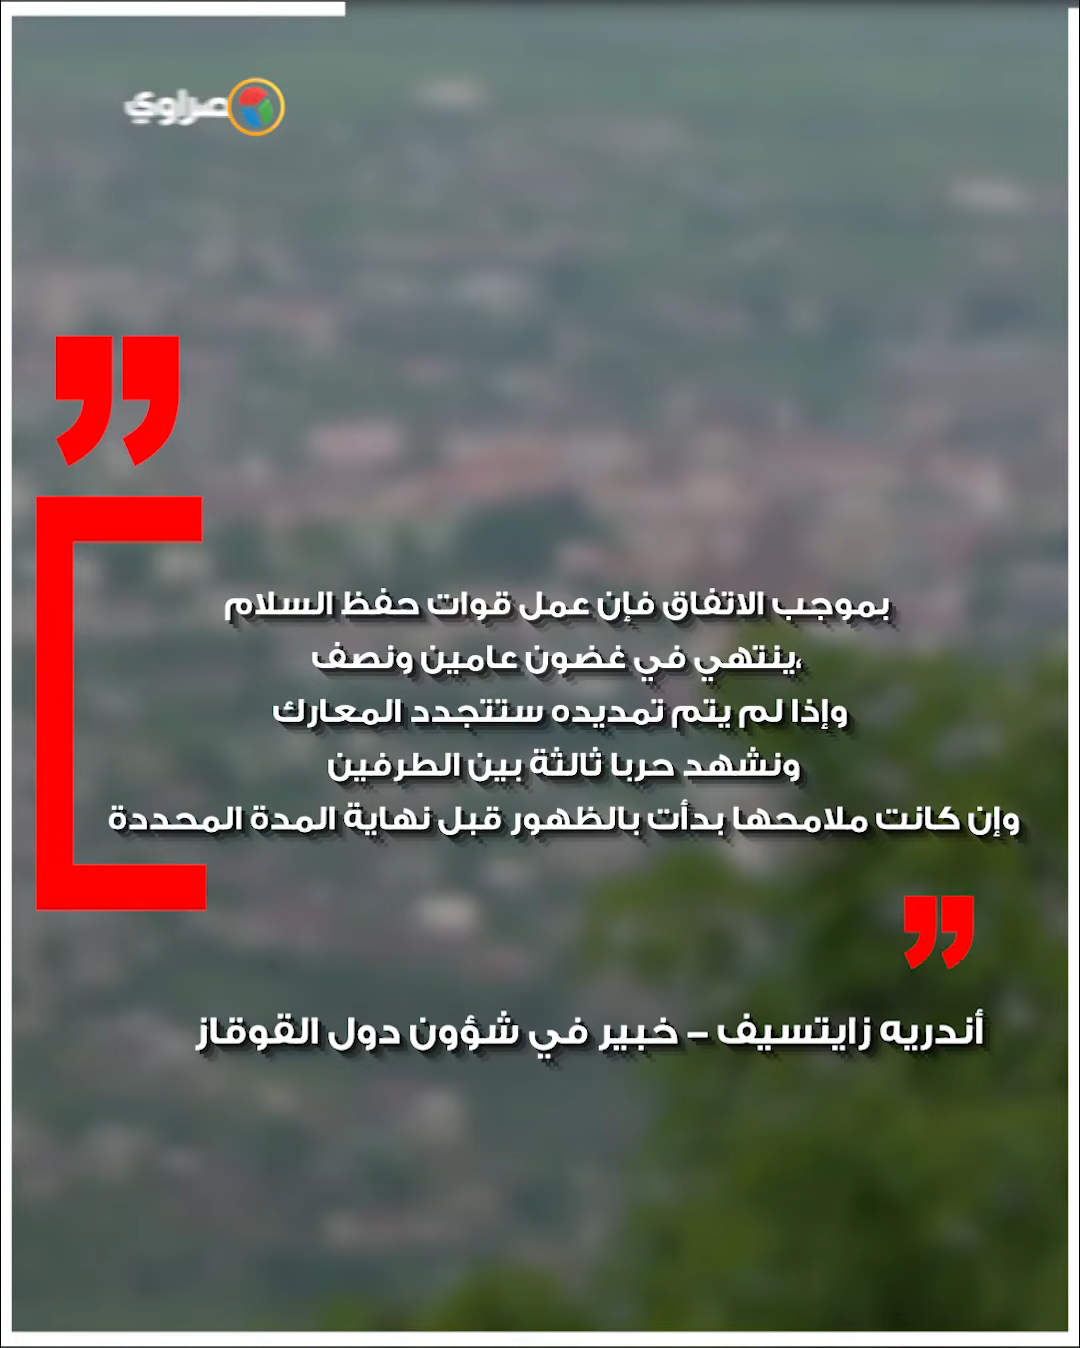 مصراوي
بموجب الاتفاق فإن عمل قوات حفظ السلام
ينتهي في غضون عامين ونصف،
وإذا لم يتم تمديده ستتجدد المعارك
ونشهد حربا ثالثة بين الطرفين
وإن كانت ملامحها بدأت بالظهور قبل نهاية المدة المحددة
أندريه زايتسيف - خبير في شؤون دول القوقاز